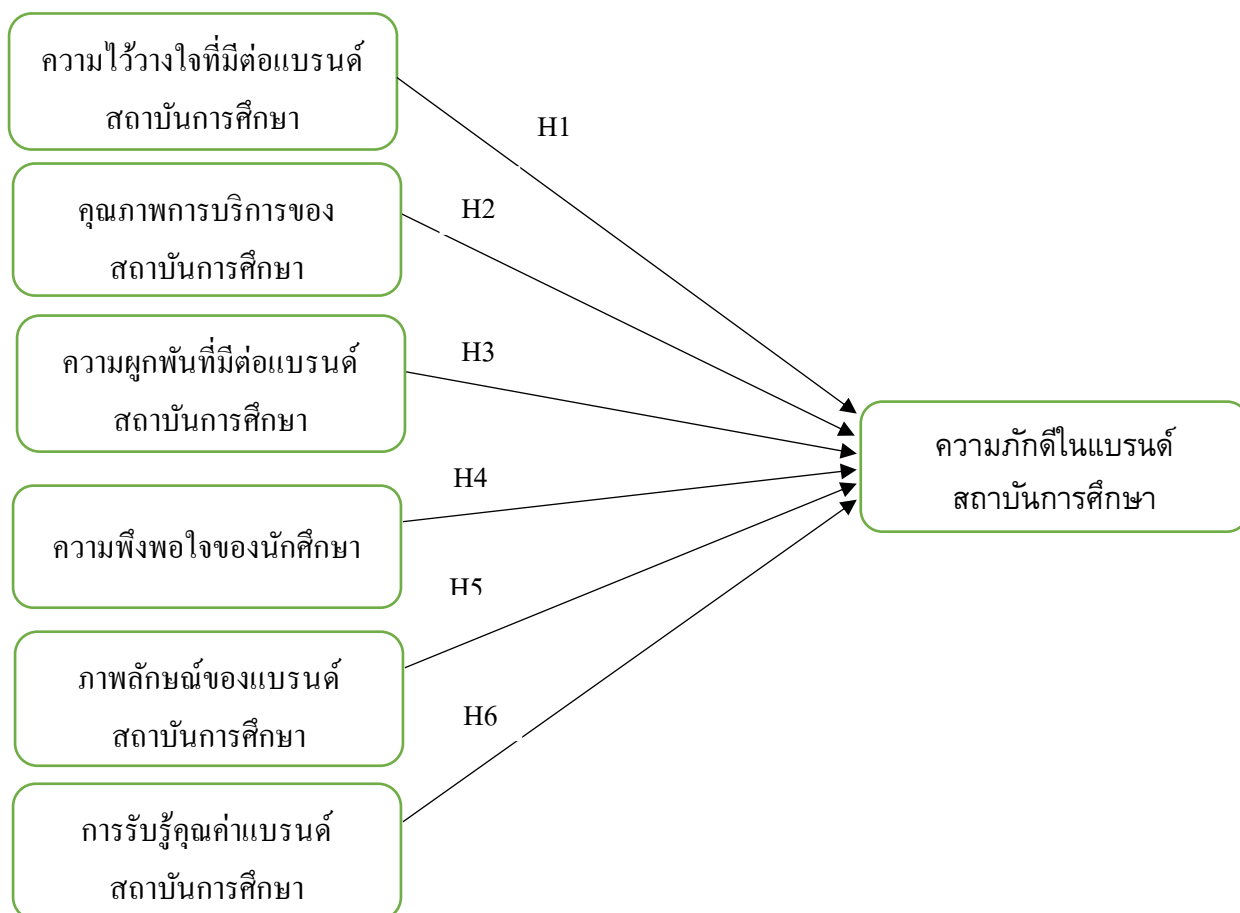 ความไว้วางใจที่มีต่อแบรนด์
สถาบันการศึกษา
H1
คุณภาพการบริการของ
สถาบันการศึกษา
H2
ความผูกพันที่มีต่อแบรนด์
สถาบันการศึกษา
H3
ความภักดีในแบรนด์
สถาบันการศึกษา
H4
ความพึงพอใจของนักศึกษา
H5
ภาพลักษณ์ของแบรนด์
สถาบันการศึกษา
H6
การรับรู้คุณค่าแบรนด์
สถาบันการศึกษา